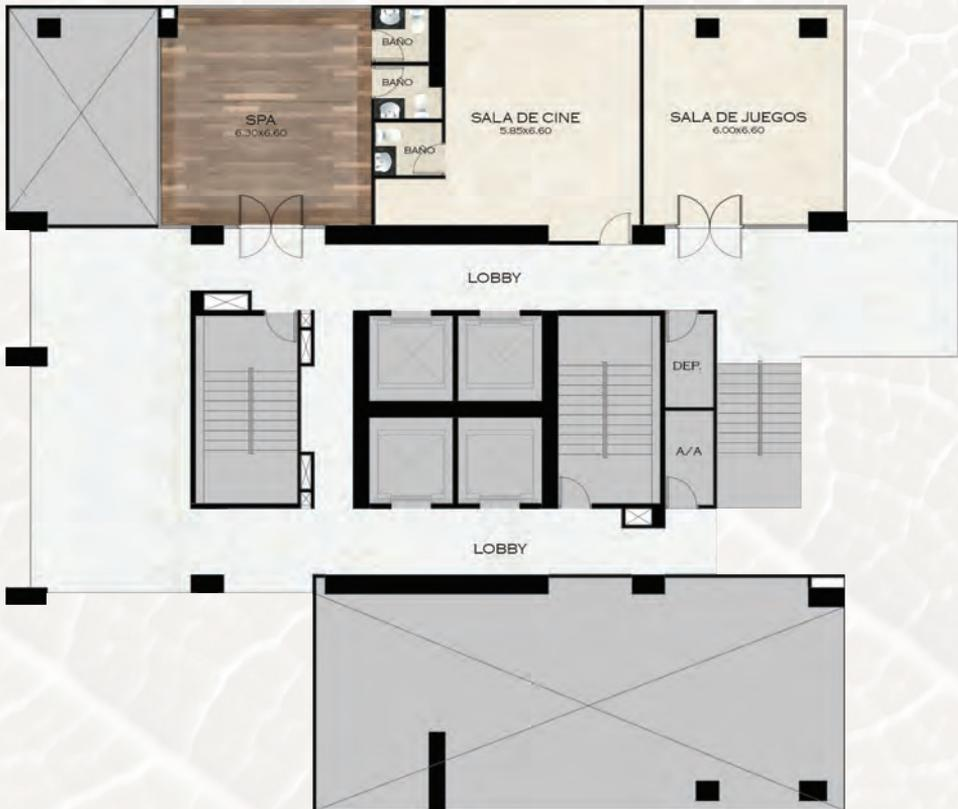 BAÑO
BAÑO
SPA
6.30x6.60
SALA DE CINE
5.85x6.60
SALA DE JUEGOS
6.00x6.60
BAÑO
LOBBY
DEP.
A/A
LOBBY